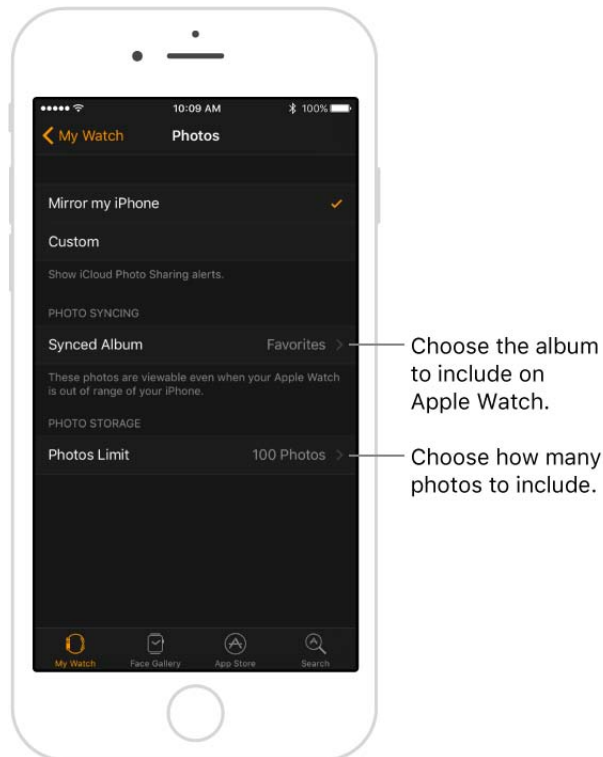 10:09 AM
100%
My Watch
Photos
Mirror my iPhone
Custom
Show iCloud Photo Sharing alerts.
PHOTO SYNCING
Synced Album
Favorites
Choose the album
to include on
Apple Watch.
These photos are viewable even when your Apple Watch
is out of range of your iPhone.
PHOTO STORAGE
Photos Limit
100 Photos
Choose how many
photos to include.
My Watch
Face Gallery
App Store
Search